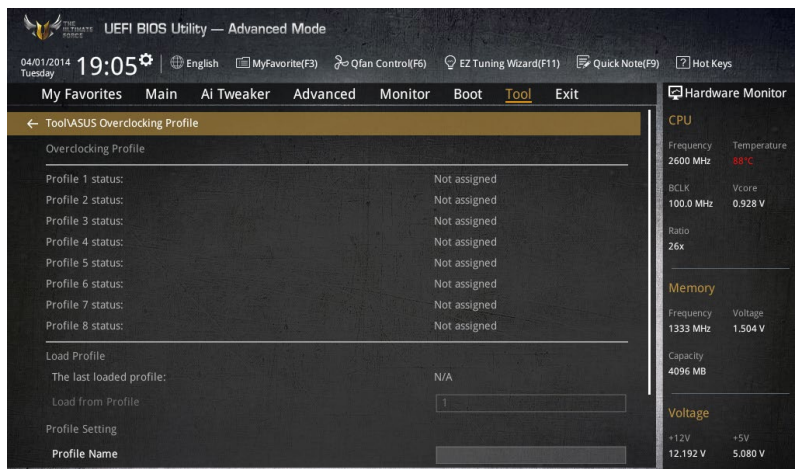 THE
ULTIMATE
FORCE
UEFI BIOS Utility — Advanced Mode
04/01/2014
Tuesday
19:05
English
MyFavorite(F3)
Qfan Control(F6)
EZ Tuning Wizard(F11)
Quick Note(F9)
? Hot Keys
My Favorites Main Ai Tweaker Advanced Monitor Boot Tool Exit
← Tool\ASUS Overclocking Profile
Overclocking Profile
Profile 1 status: Not assigned
Profile 2 status: Not assigned
Profile 3 status: Not assigned
Profile 4 status: Not assigned
Profile 5 status: Not assigned
Profile 6 status: Not assigned
Profile 7 status: Not assigned
Profile 8 status: Not assigned
Load Profile
The last loaded profile: N/A
Load from Profile 1
Profile Setting
Profile Name
Hardware Monitor
CPU
Frequency Temperature
2600 MHz 88°C
BCLK Vcore
100.0 MHz 0.928 V
Ratio
26x
Memory
Frequency Voltage
1333 MHz 1.504 V
Capacity
4096 MB
Voltage
+12V +5V
12.192 V 5.080 V